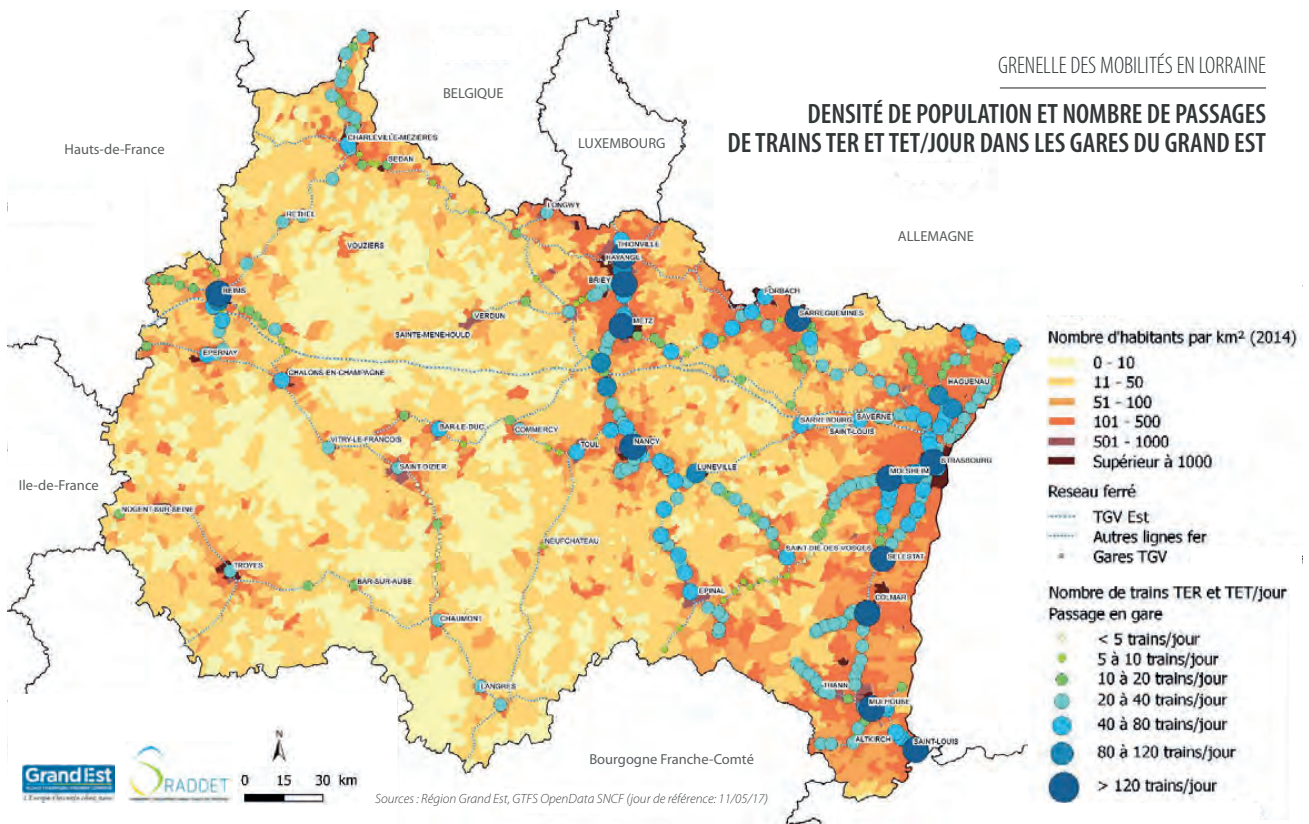 GRENELLE DES MOBILITÉS EN LORRAINE
DENSITÉ DE POPULATION ET NOMBRE DE PASSAGES
DE TRAINS TER ET TET/JOUR DANS LES GARES DU GRAND EST
BELGIQUE
LUXEMBOURG
Hauts-de-France
ALLEMAGNE
Ile-de-France
Bourgogne Franche-Comté
CHARLEVILLE-MEZIERES
SEDAN
RETHEL
VOUZIERS
LONGWY
THIONVILLE
HAYANGE
BRIEY
REIMS
VERDUN
SAINTE-MENEHOULD
METZ
FORBACH
SARREGUEMINES
EPERNAY
CHALONS-EN-CHAMPAGNE
HAGUENAU
SARREBOURG
SAVERNE
SAINT-LOUIS
VITRY-LE-FRANCOIS
BAR-LE-DUC
COMMERCY
TOUL
NANCY
LUNEVILLE
SAINT-DIZIER
MOLSHEIM
STRASBOURG
NOGENT-SUR-SEINE
NEUFCHATEAU
SAINT-DIE-DES-VOSGES
SELESTAT
TROYES
BAR-SUR-AUBE
EPINAL
COLMAR
CHAUMONT
LANGRES
THANN
MULHOUSE
ALTKIRCH
SAINT-LOUIS
Nombre d'habitants par km² (2014)
0 - 10
11 - 50
51 - 100
101 - 500
501 - 1000
Supérieur à 1000
Reseau ferré
TGV Est
Autres lignes fer
Gares TGV
Nombre de trains TER et TET/jour
Passage en gare
< 5 trains/jour
5 à 10 trains/jour
10 à 20 trains/jour
20 à 40 trains/jour
40 à 80 trains/jour
80 à 120 trains/jour
> 120 trains/jour
N
0 15 30 km
GrandEst
L'Europe s'invente chez nous
SRADDET
Sources : Région Grand Est, GTFS OpenData SNCF (jour de référence: 11/05/17)